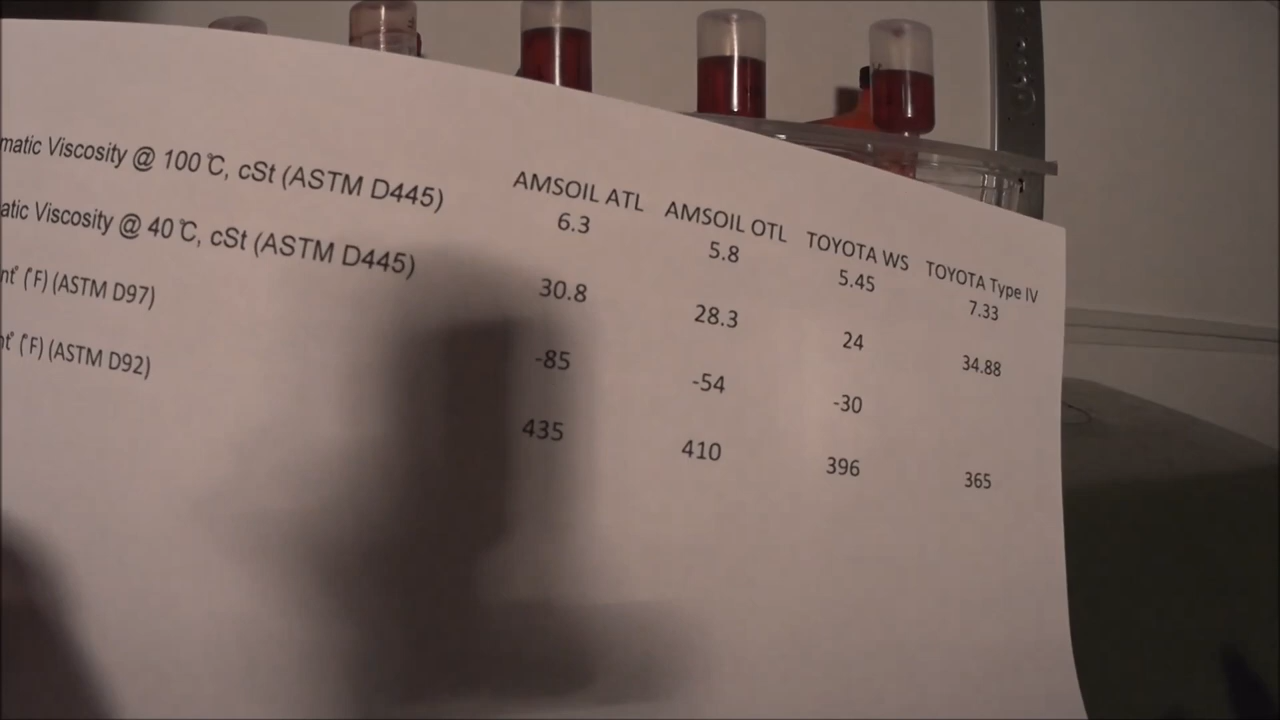 AMSOIL ATL AMSOIL OTL TOYOTA WS TOYOTA Type IV
matic Viscosity @ 100°C, cSt (ASTM D445) 6.3 5.8 5.45 7.33
atic Viscosity @ 40°C, cSt (ASTM D445) 30.8 28.3 24 34.88
(°F) (ASTM D97) -85 -54 -30
(°F) (ASTM D92) 435 410 396 365